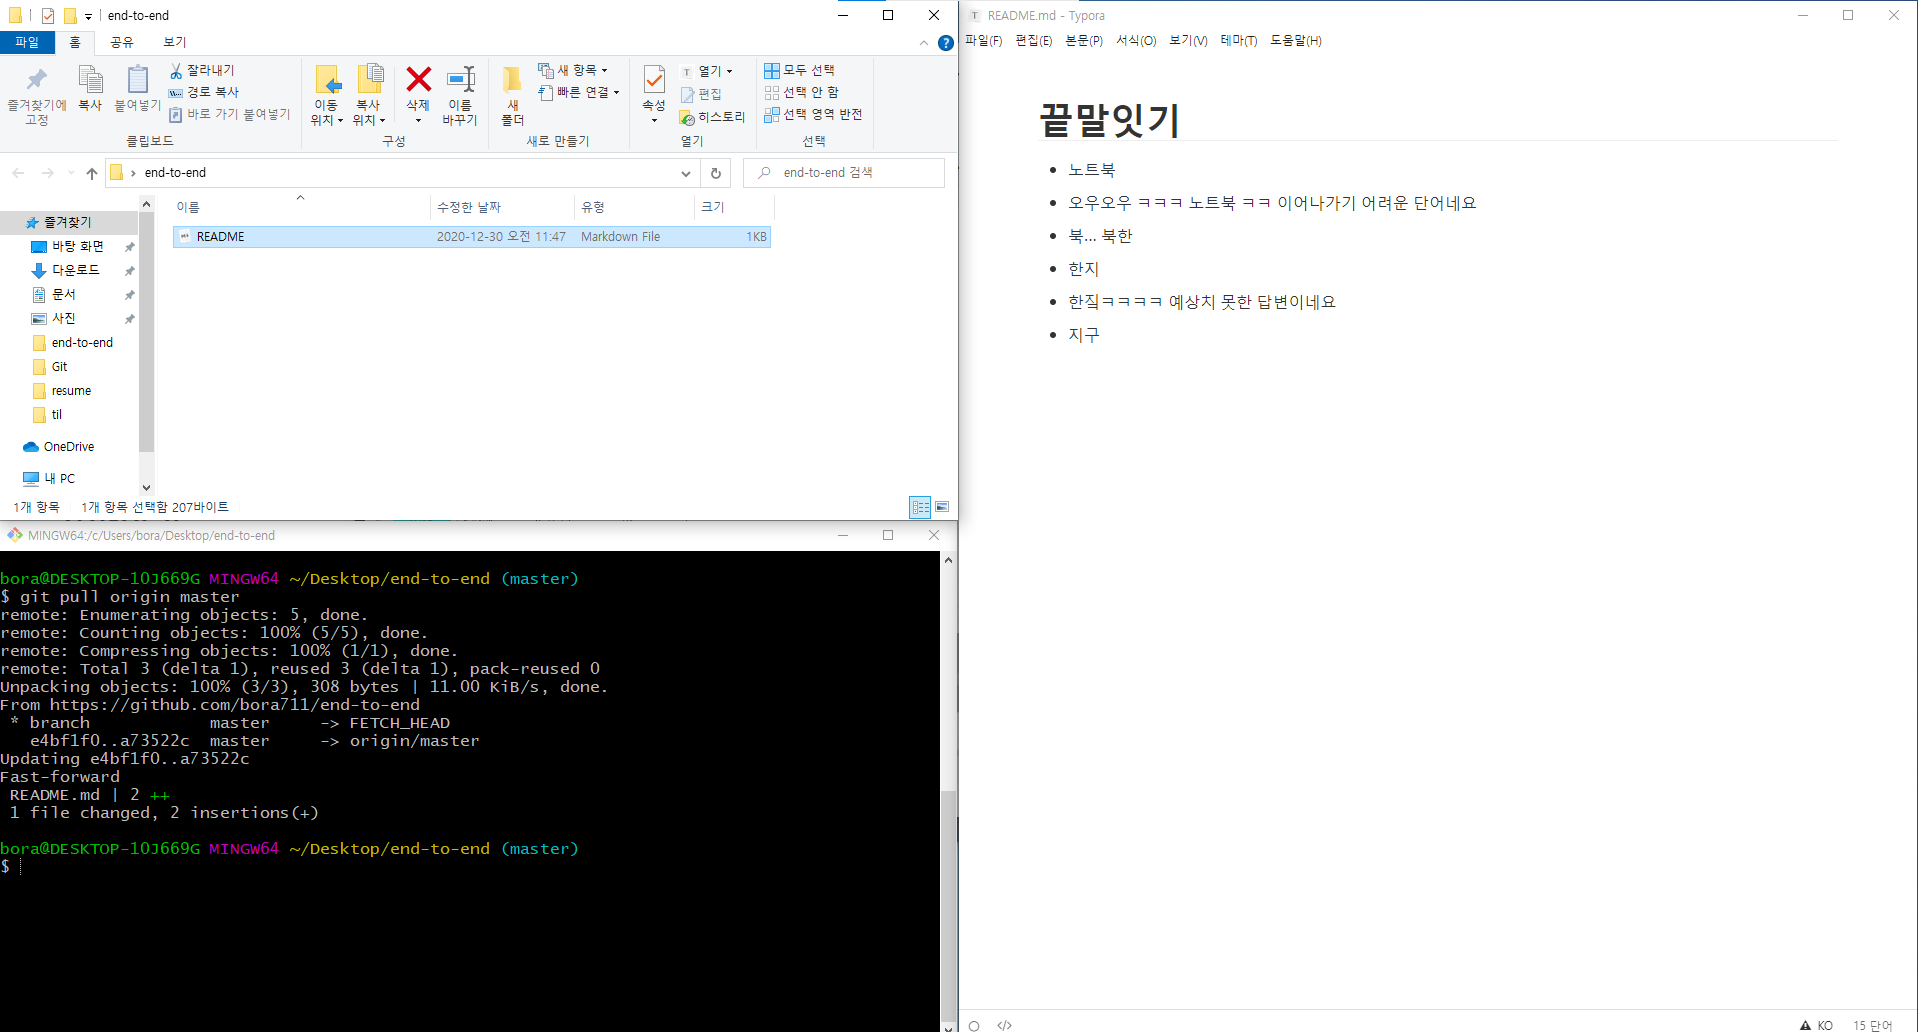 end-to-end
파일 홈 공유 보기
즐겨찾기에 고정
복사
붙여넣기
잘라내기
경로 복사
바로 가기 붙여넣기
클립보드
이동 위치
복사 위치
삭제
이름 바꾸기
구성
새 폴더
새 항목
빠른 연결
새로 만들기
속성
열기
편집
히스토리
열기
모두 선택
선택 안 함
선택 영역 반전
선택
end-to-end
end-to-end 검색
즐겨찾기
바탕 화면
다운로드
문서
사진
end-to-end
Git
resume
til
OneDrive
내 PC
이름 수정한 날짜 유형 크기
README 2020-12-30 오전 11:47 Markdown File 1KB
1개 항목 1개 항목 선택함 207바이트
MINGW64:/c/Users/bora/Desktop/end-to-end
bora@DESKTOP-1OJ669G MINGW64 ~/Desktop/end-to-end (master)
$ git pull origin master
remote: Enumerating objects: 5, done.
remote: Counting objects: 100% (5/5), done.
remote: Compressing objects: 100% (1/1), done.
remote: Total 3 (delta 1), reused 3 (delta 1), pack-reused 0
Unpacking objects: 100% (3/3), 308 bytes | 11.00 KiB/s, done.
From https://github.com/bora711/end-to-end
* branch master -> FETCH_HEAD
e4bf1f0..a73522c master -> origin/master
Updating e4bf1f0..a73522c
Fast-forward
README.md | 2 ++
1 file changed, 2 insertions(+)
bora@DESKTOP-1OJ669G MINGW64 ~/Desktop/end-to-end (master)
$
README.md - Typora
파일(F) 편집(E) 본문(P) 서식(O) 보기(V) 테마(T) 도움말(H)
끝말잇기
노트북
오우오우 ㅋㅋㅋ 노트북 ㅋㅋ 이어나가기 어려운 단어네요
북... 북한
한지
한짘ㅋㅋㅋㅋ 예상치 못한 답변이네요
지구
KO 15 단어